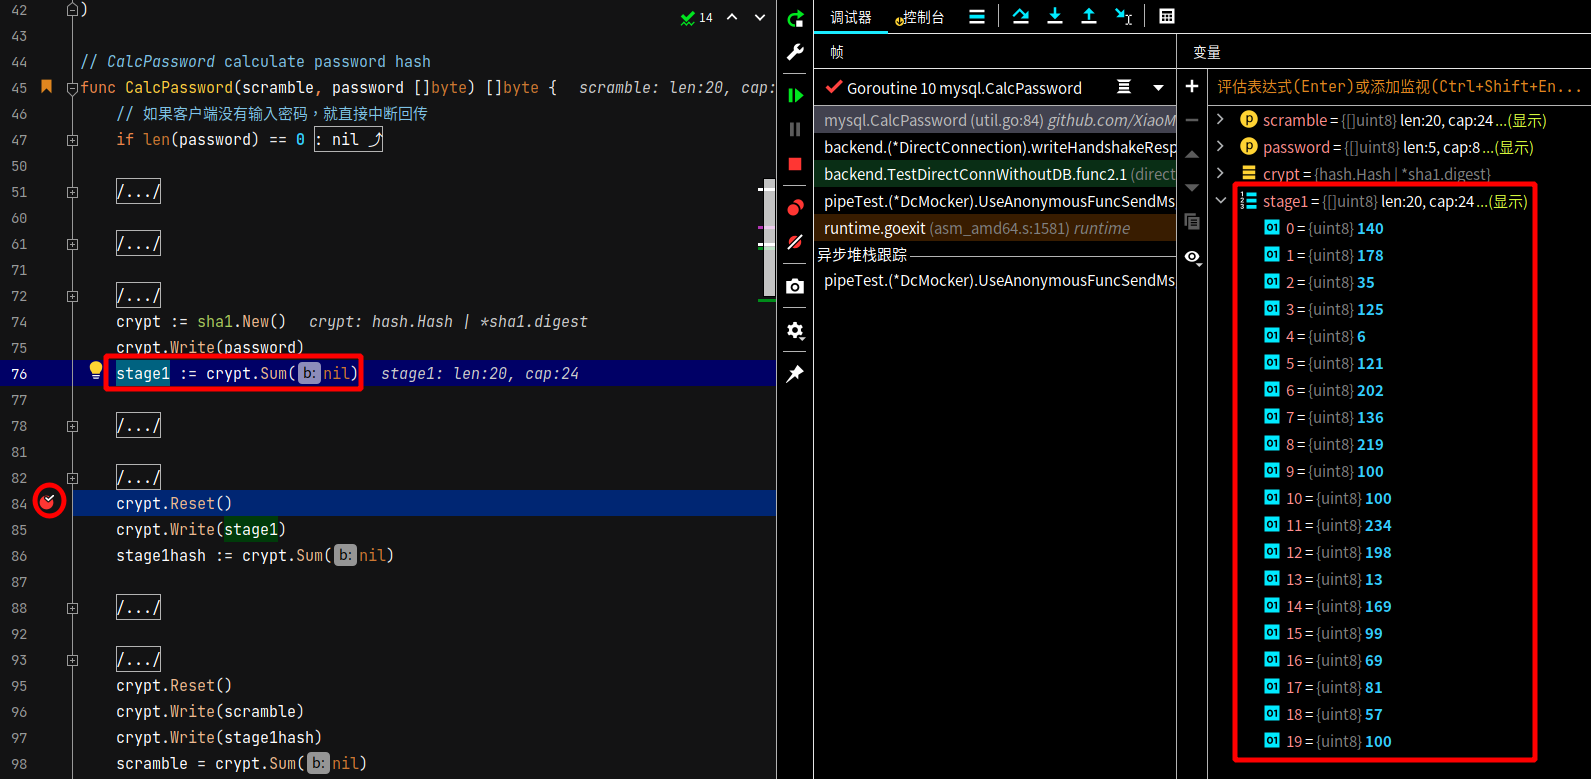 42 )
14
43
44 // CalcPassword calculate password hash
45 func CalcPassword(scramble, password []byte) []byte { scramble: len:20, cap:
46 // 如果客户端没有输入密码，就直接中断回传
47 if len(password) == 0 : nil
50
51 /.../
60
61 /.../
71
72 /.../
74 crypt := sha1.New() crypt: hash.Hash | *sha1.digest
75 crypt.Write(password)
76 stage1 := crypt.Sum( b: nil) stage1: len:20, cap:24
77
78 /.../
81
82 /.../
84 crypt.Reset()
85 crypt.Write(stage1)
86 stage1hash := crypt.Sum( b: nil)
87
88 /.../
92
93 /.../
95 crypt.Reset()
96 crypt.Write(scramble)
97 crypt.Write(stage1hash)
98 scramble = crypt.Sum( b: nil)
调试器 控制台
帧
Goroutine 10 mysql.CalcPassword
mysql.CalcPassword (util.go:84) github.com/XiaoM
backend.(*DirectConnection).writeHandshakeResp
backend.TestDirectConnWithoutDB.func2.1 (direct
pipeTest.(*DcMocker).UseAnonymousFuncSendMs
runtime.goexit (asm_amd64.s:1581) runtime
异步堆栈跟踪
pipeTest.(*DcMocker).UseAnonymousFuncSendMs
变量
评估表达式(Enter)或添加监视(Ctrl+Shift+En...
scramble = {[]uint8} len:20, cap:24 ...(显示)
password = {[]uint8} len:5, cap:8 ...(显示)
crypt = {hash.Hash | *sha1.digest}
stage1 = {[]uint8} len:20, cap:24 ...(显示)
0 = {uint8} 140
1 = {uint8} 178
2 = {uint8} 35
3 = {uint8} 125
4 = {uint8} 6
5 = {uint8} 121
6 = {uint8} 202
7 = {uint8} 136
8 = {uint8} 219
9 = {uint8} 100
10 = {uint8} 100
11 = {uint8} 234
12 = {uint8} 198
13 = {uint8} 13
14 = {uint8} 169
15 = {uint8} 99
16 = {uint8} 69
17 = {uint8} 81
18 = {uint8} 57
19 = {uint8} 100